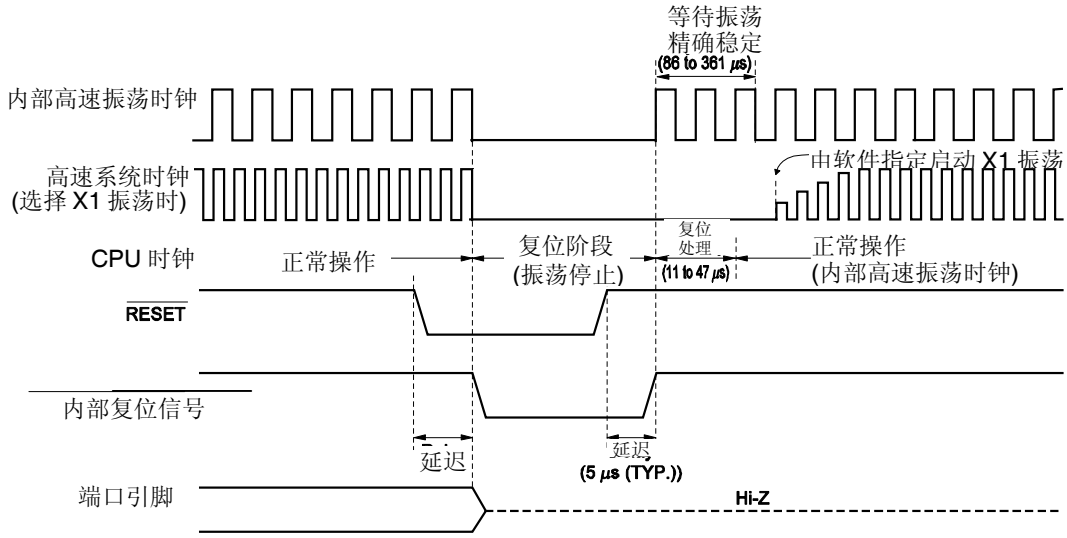 等待振荡
精确稳定
(86 to 361 μs)
内部高速振荡时钟
由软件指定启动 X1 振荡
高速系统时钟
(选择 X1 振荡时)
CPU 时钟
正常操作
复位阶段
(振荡停止)
复位
处理
(11 to 47 μs)
正常操作
(内部高速振荡时钟)
RESET
内部复位信号
延迟
延迟
(5 μs (TYP.))
端口引脚
Hi-Z